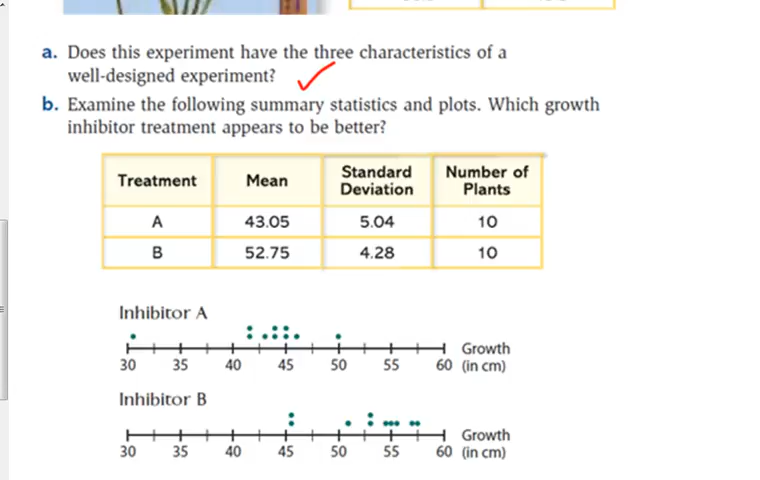 a. Does this experiment have the three characteristics of a
well-designed experiment?
b. Examine the following summary statistics and plots. Which growth
inhibitor treatment appears to be better?
Treatment Mean Standard Deviation Number of Plants
A 43.05 5.04 10
B 52.75 4.28 10
Inhibitor A
Growth
30 35 40 45 50 55 60 (in cm)
Inhibitor B
Growth
30 35 40 45 50 55 60 (in cm)